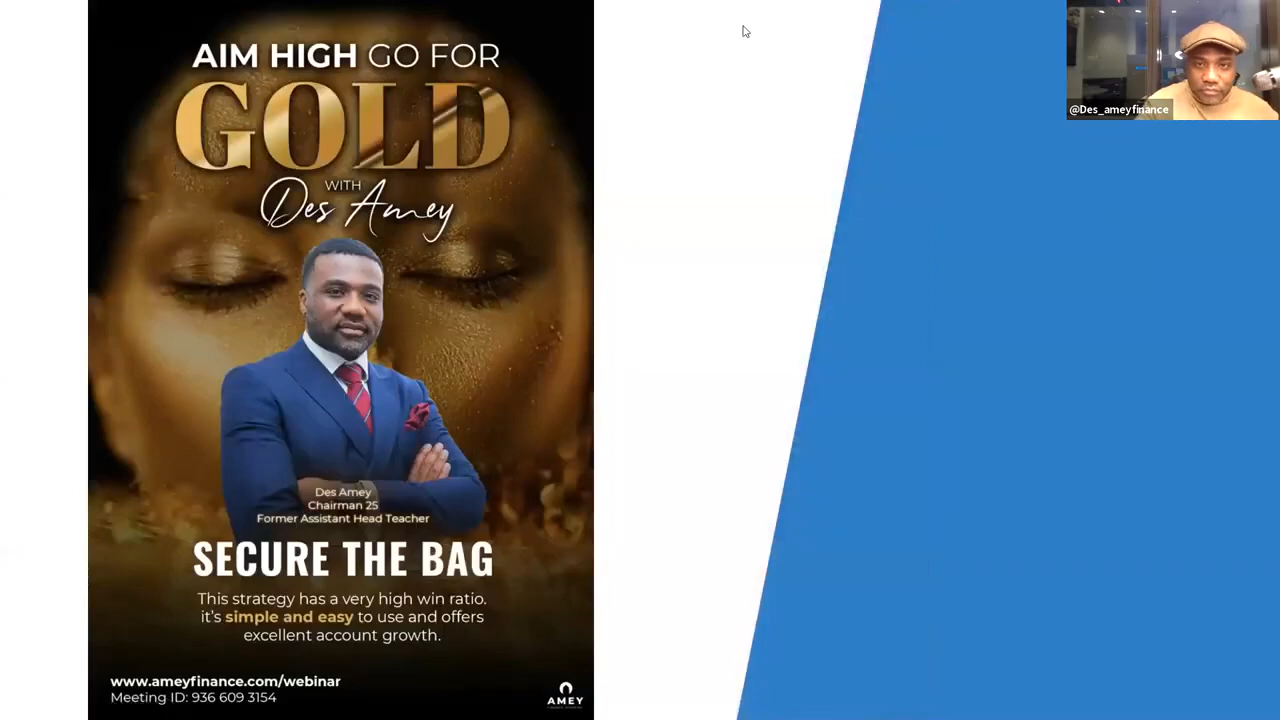 AIM HIGH GO FOR
GOLD
WITH
Des Amey
Des Amey
Chairman 25
Former Assistant Head Teacher
SECURE THE BAG
This strategy has a very high win ratio.
it's simple and easy to use and offers
excellent account growth.
www.ameyfinance.com/webinar
Meeting ID: 936 609 3154
AMEY
@Des_ameyfinance